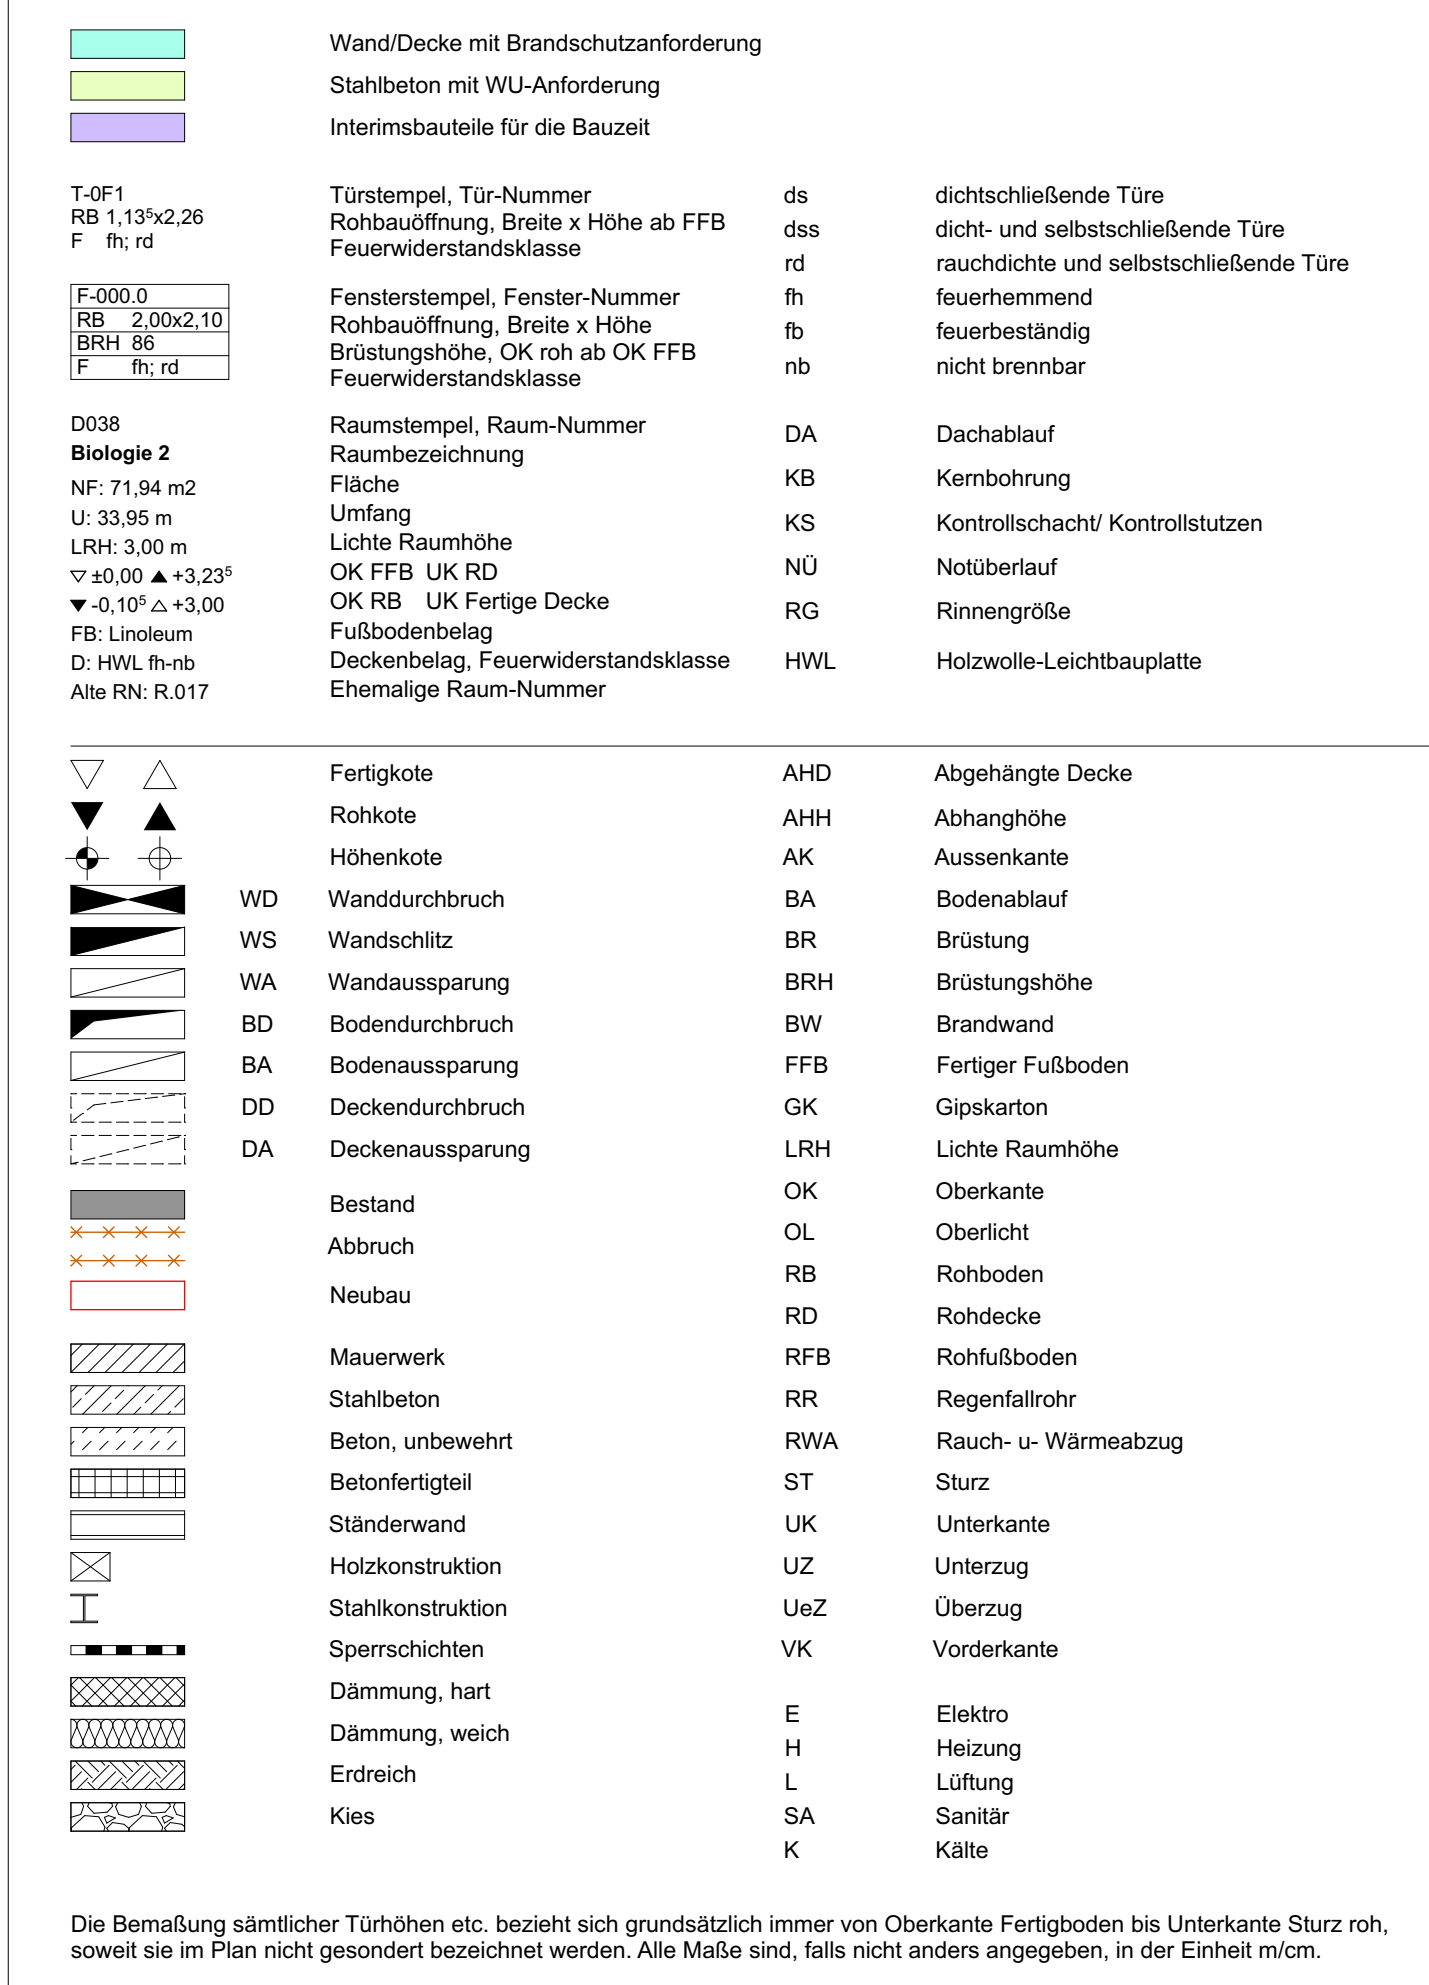 Wand/Decke mit Brandschutzanforderung
Stahlbeton mit WU-Anforderung
Interimsbauteile für die Bauzeit
T-0F1 Türstempel, Tür-Nummer
RB 1,13⁵x2,26 Rohbauöffnung, Breite x Höhe ab FFB
F fh; rd Feuerwiderstandsklasse
F-000.0 Fensterstempel, Fenster-Nummer
RB 2,00x2,10 Rohbauöffnung, Breite x Höhe
BRH 86 Brüstungshöhe, OK roh ab OK FFB
F fh; rd Feuerwiderstandsklasse
D038 Raumstempel, Raum-Nummer
Biologie 2 Raumbezeichnung
NF: 71,94 m2 Fläche
U: 33,95 m Umfang
LRH: 3,00 m Lichte Raumhöhe
▽ ±0,00 ▲ +3,23⁵ OK FFB UK RD
▼ -0,10⁵ △ +3,00 OK RB UK Fertige Decke
FB: Linoleum Fußbodenbelag
D: HWL fh-nb Deckenbelag, Feuerwiderstandsklasse
Alte RN: R.017 Ehemalige Raum-Nummer
ds dichtschließende Türe
dss dicht- und selbstschließende Türe
rd rauchdichte und selbstschließende Türe
fh feuerhemmend
fb feuerbeständig
nb nicht brennbar
DA Dachablauf
KB Kernbohrung
KS Kontrollschacht/ Kontrollstutzen
NÜ Notüberlauf
RG Rinnengröße
HWL Holzwolle-Leichtbauplatte
Fertigkote
Rohkote
Höhenkote
WD Wanddurchbruch
WS Wandschlitz
WA Wandaussparung
BD Bodendurchbruch
BA Bodenaussparung
DD Deckendurchbruch
DA Deckenaussparung
Bestand
Abbruch
Neubau
Mauerwerk
Stahlbeton
Beton, unbewehrt
Betonfertigteil
Ständerwand
Holzkonstruktion
Stahlkonstruktion
Sperrschichten
Dämmung, hart
Dämmung, weich
Erdreich
Kies
AHD Abgehängte Decke
AHH Abhanghöhe
AK Aussenkante
BA Bodenablauf
BR Brüstung
BRH Brüstungshöhe
BW Brandwand
FFB Fertiger Fußboden
GK Gipskarton
LRH Lichte Raumhöhe
OK Oberkante
OL Oberlicht
RB Rohboden
RD Rohdecke
RFB Rohfußboden
RR Regenfallrohr
RWA Rauch- u- Wärmeabzug
ST Sturz
UK Unterkante
UZ Unterzug
UeZ Überzug
VK Vorderkante
E Elektro
H Heizung
L Lüftung
SA Sanitär
K Kälte
Die Bemaßung sämtlicher Türhöhen etc. bezieht sich grundsätzlich immer von Oberkante Fertigboden bis Unterkante Sturz roh,
soweit sie im Plan nicht gesondert bezeichnet werden. Alle Maße sind, falls nicht anders angegeben, in der Einheit m/cm.